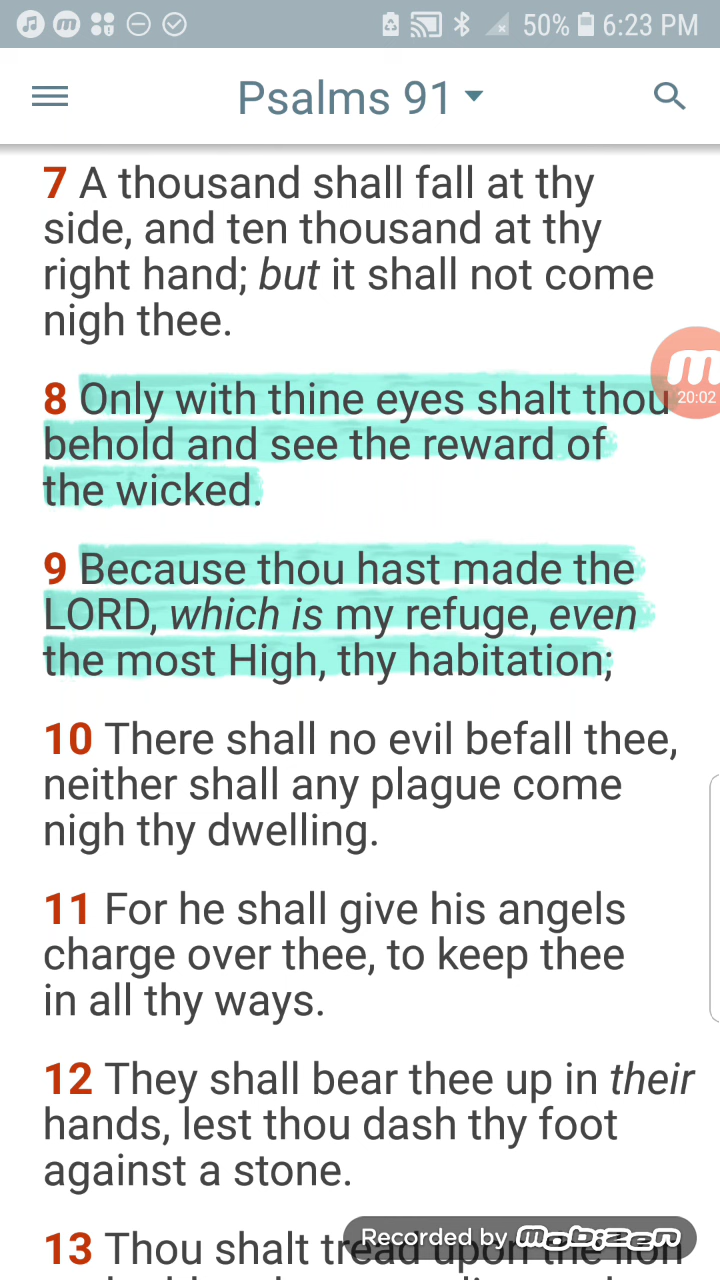 50% 6:23 PM
Psalms 91
7 A thousand shall fall at thy
side, and ten thousand at thy
right hand; but it shall not come
nigh thee.
8 Only with thine eyes shalt thou
behold and see the reward of
the wicked.
20:02
9 Because thou hast made the
LORD, which is my refuge, even
the most High, thy habitation;
10 There shall no evil befall thee,
neither shall any plague come
nigh thy dwelling.
11 For he shall give his angels
charge over thee, to keep thee
in all thy ways.
12 They shall bear thee up in their
hands, lest thou dash thy foot
against a stone.
13 Thou shalt tread upon the lion
Recorded by mobizen